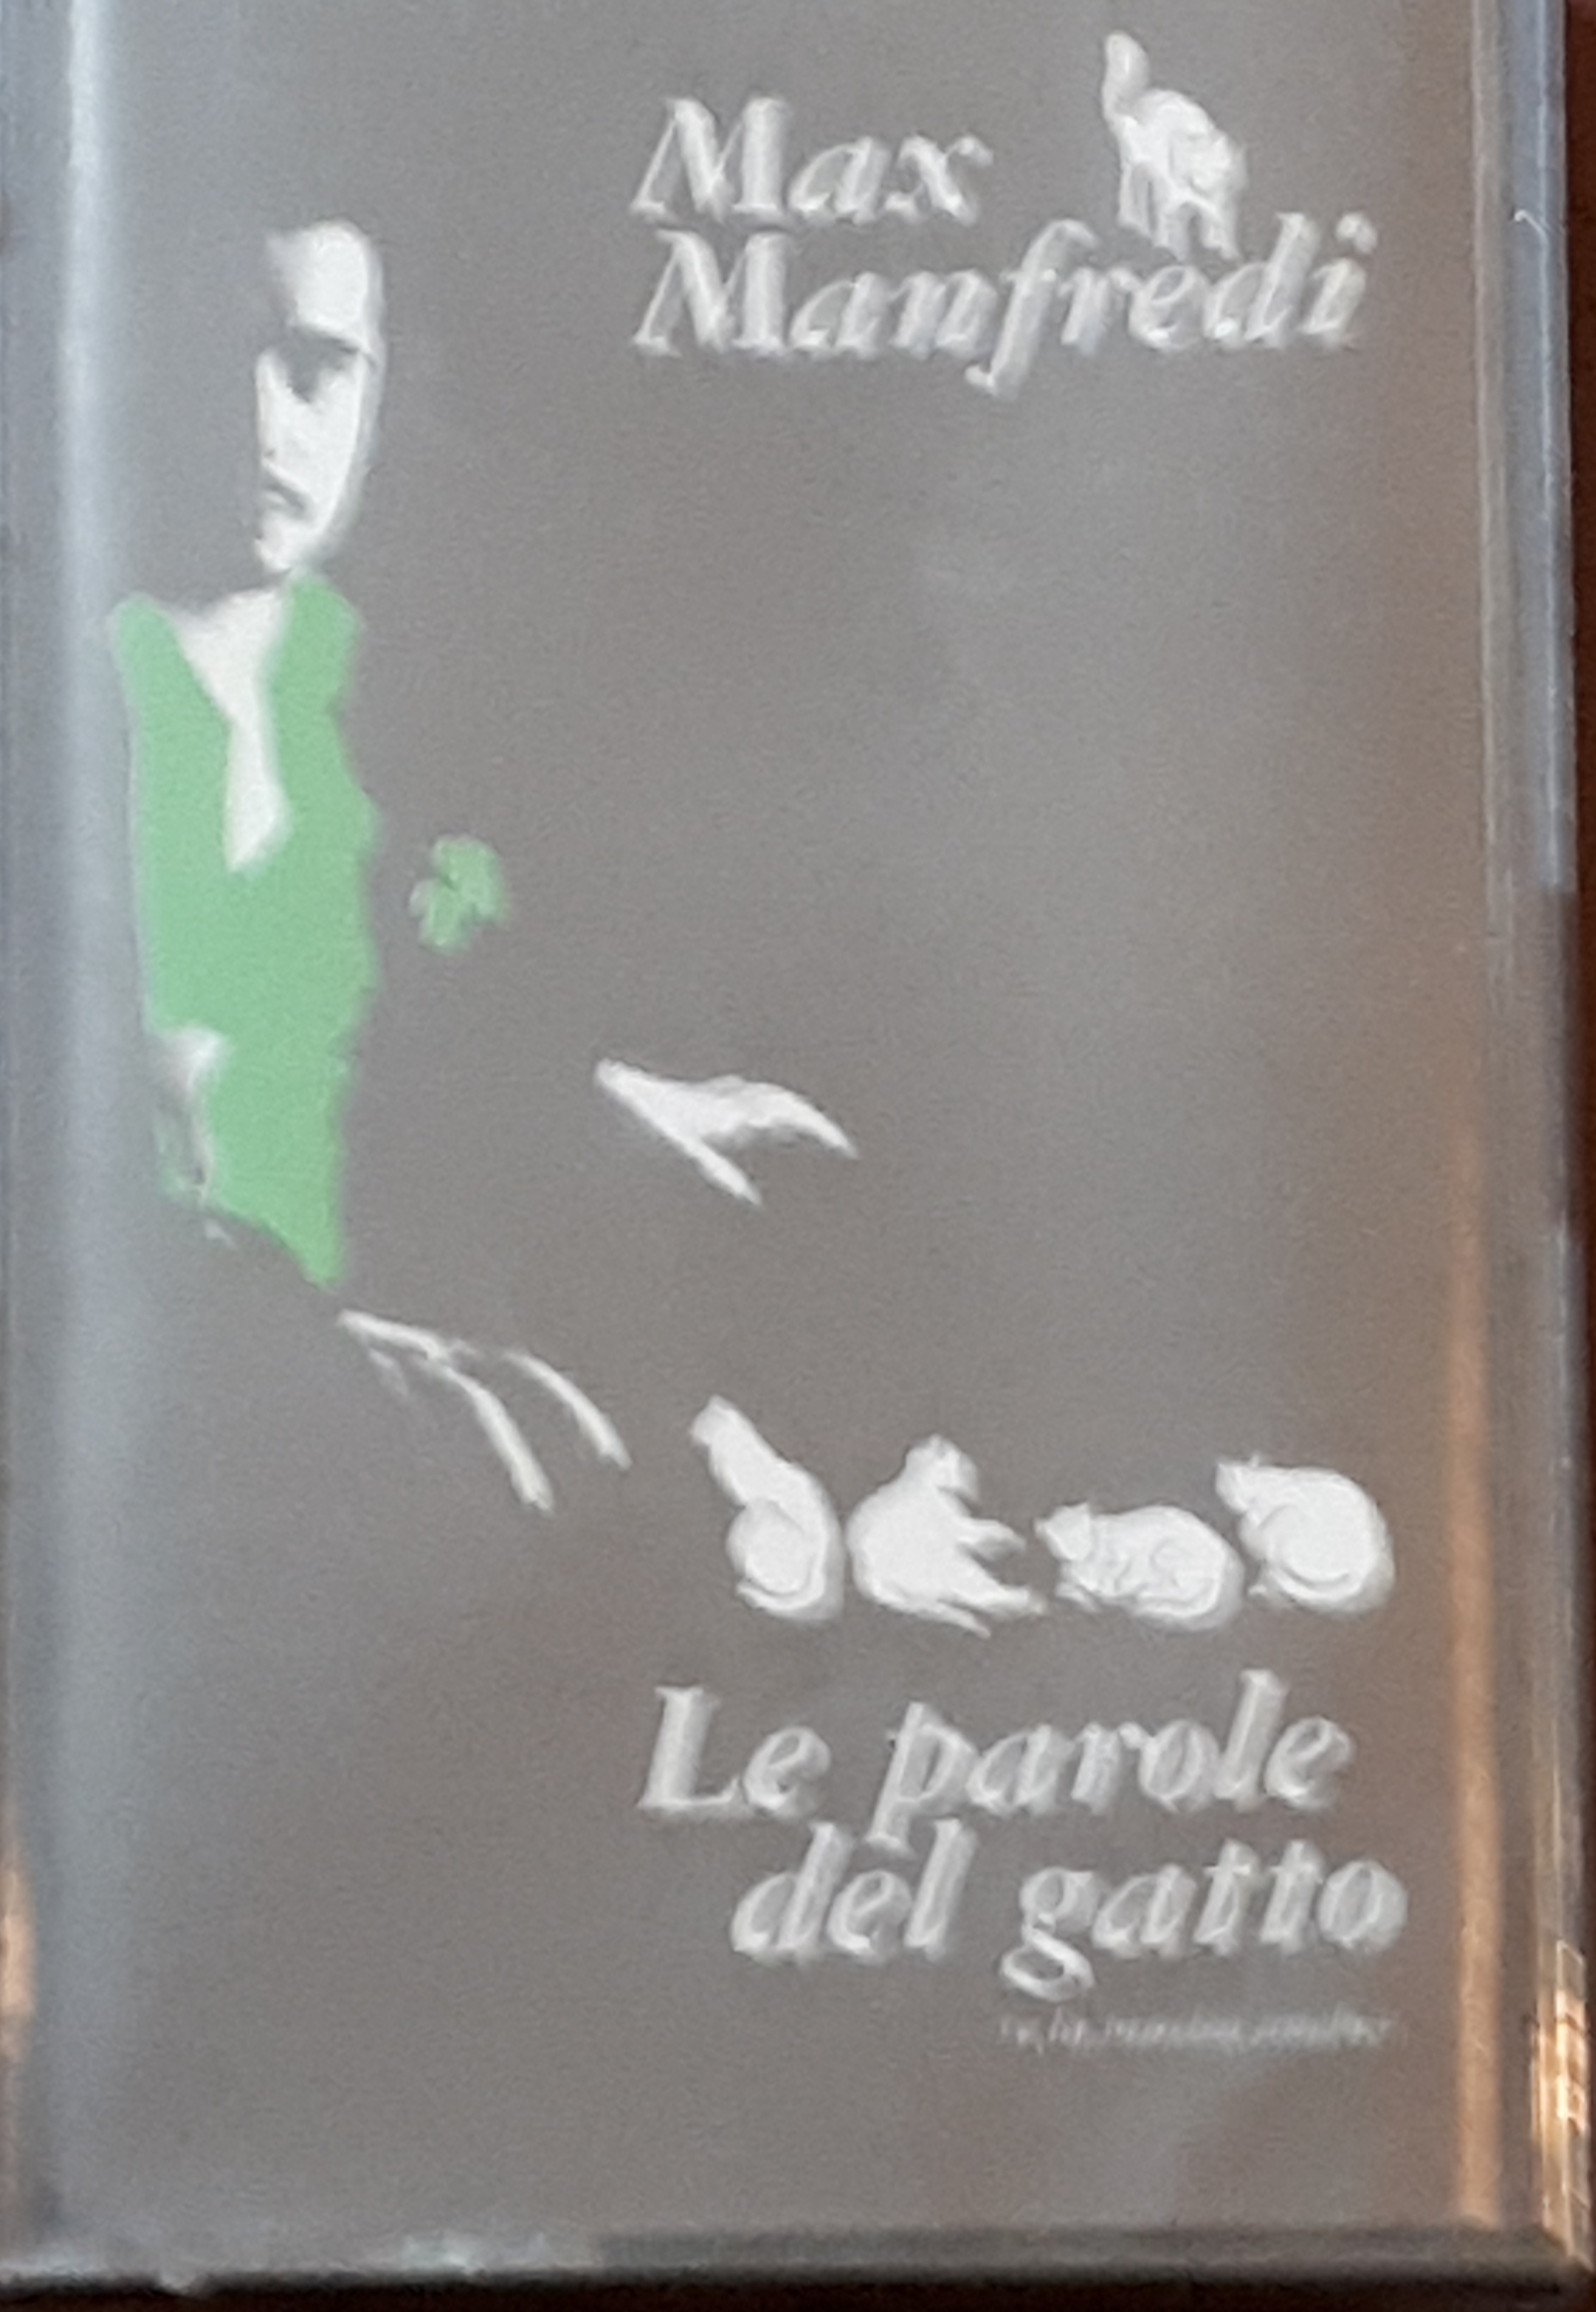 Max
Manfredi
Le parole
del gatto